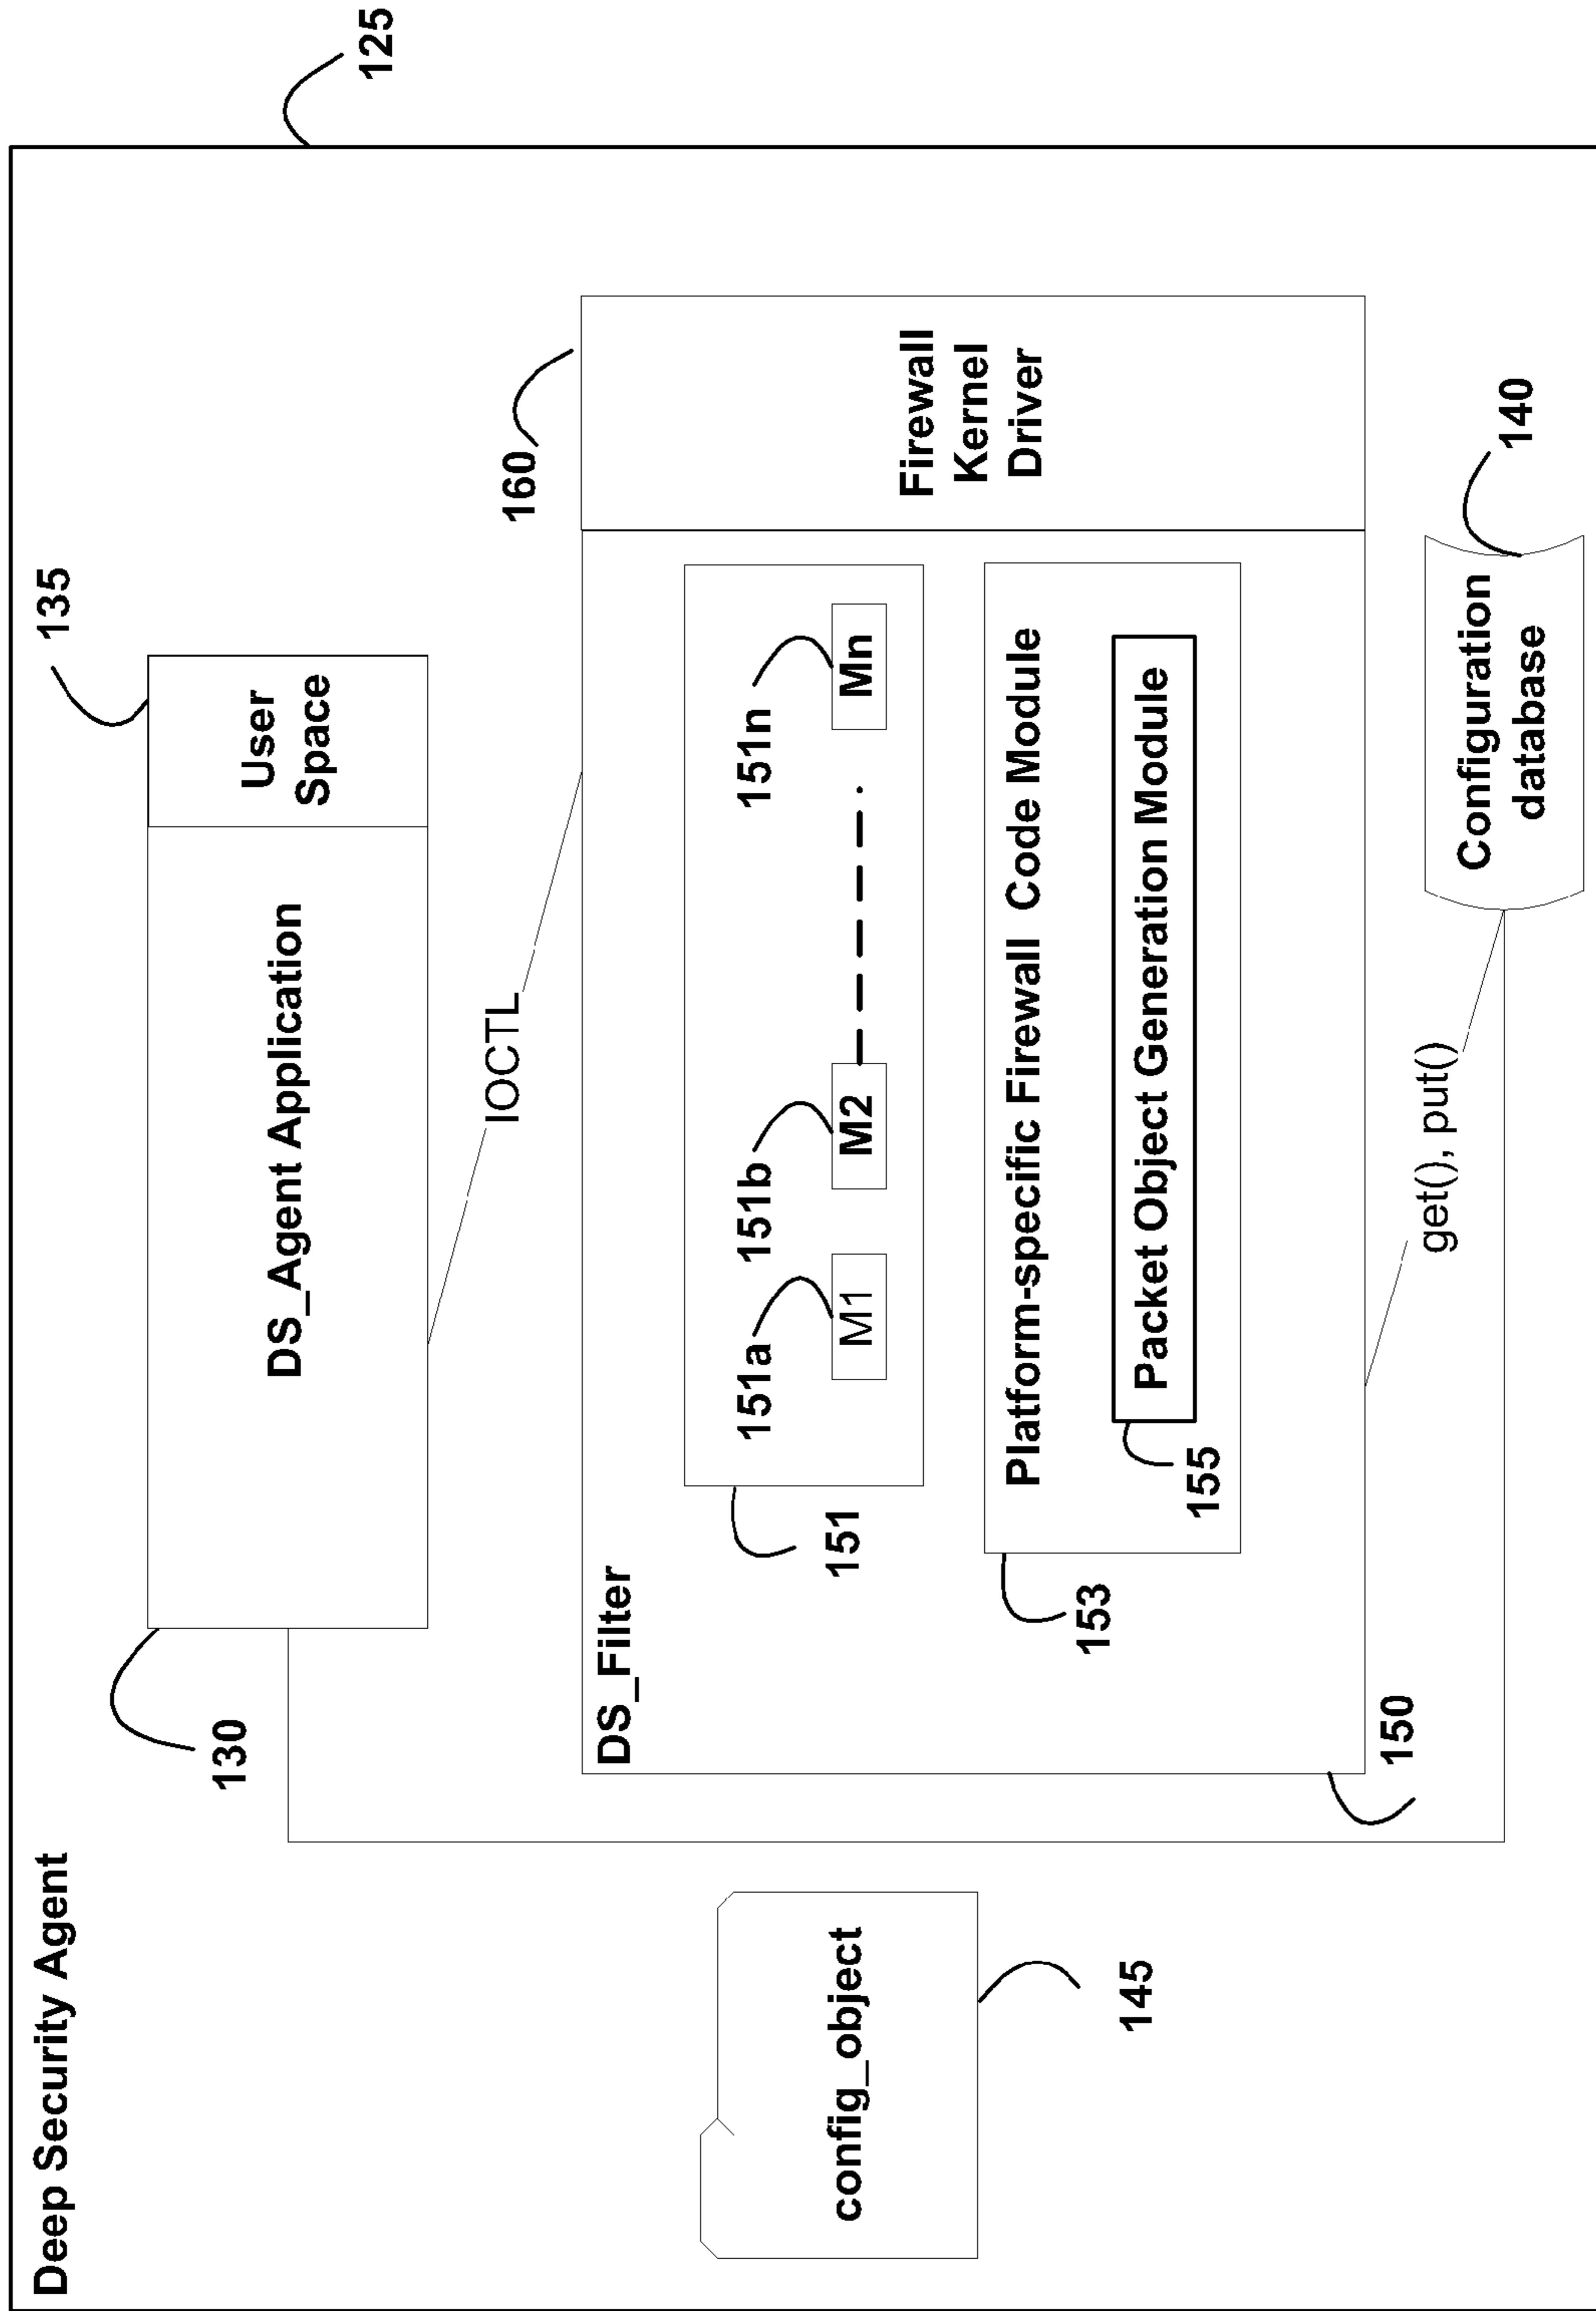 Deep Security Agent
125
130
DS_Agent Application
User
Space
135
IOCTL
config_object
145
DS_Filter
160
Firewall
Kernel
Driver
151
151a
151b
151n
M1
M2
Mn
153
Platform-specific Firewall Code Module
155
Packet Object Generation Module
150
get(), put()
Configuration
database
140